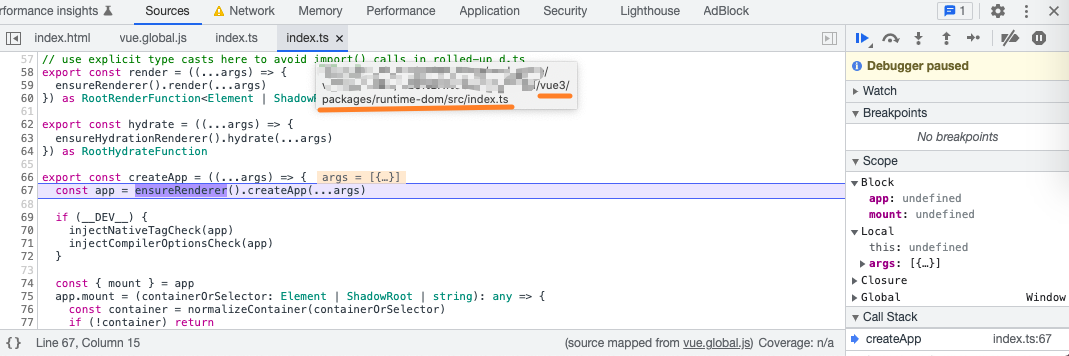 rformance insights
Sources
Network
Memory
Performance
Application
Security
Lighthouse
AdBlock
1
index.html
vue.global.js
index.ts
index.ts
57 // use explicit type casts here to avoid import() calls in rolled-up d.ts
58 export const render = ((...args) => {
59 ensureRenderer().render(...args)
60 }) as RootRenderFunction<Element | Shado
/vue3/
packages/runtime-dom/src/index.ts
61
62 export const hydrate = ((...args) => {
63 ensureHydrationRenderer().hydrate(...args)
64 }) as RootHydrateFunction
65
66 export const createApp = ((...args) => { args = [{…}]
67 const app = ensureRenderer().createApp(...args)
68
69 if (__DEV__) {
70 injectNativeTagCheck(app)
71 injectCompilerOptionsCheck(app)
72 }
73
74 const { mount } = app
75 app.mount = (containerOrSelector: Element | ShadowRoot | string): any => {
76 const container = normalizeContainer(containerOrSelector)
77 if (!container) return
{} Line 67, Column 15
(source mapped from vue.global.js) Coverage: n/a
Debugger paused
Watch
Breakpoints
No breakpoints
Scope
Block
app: undefined
mount: undefined
Local
this: undefined
args: [{…}]
Closure
Global Window
Call Stack
createApp index.ts:67